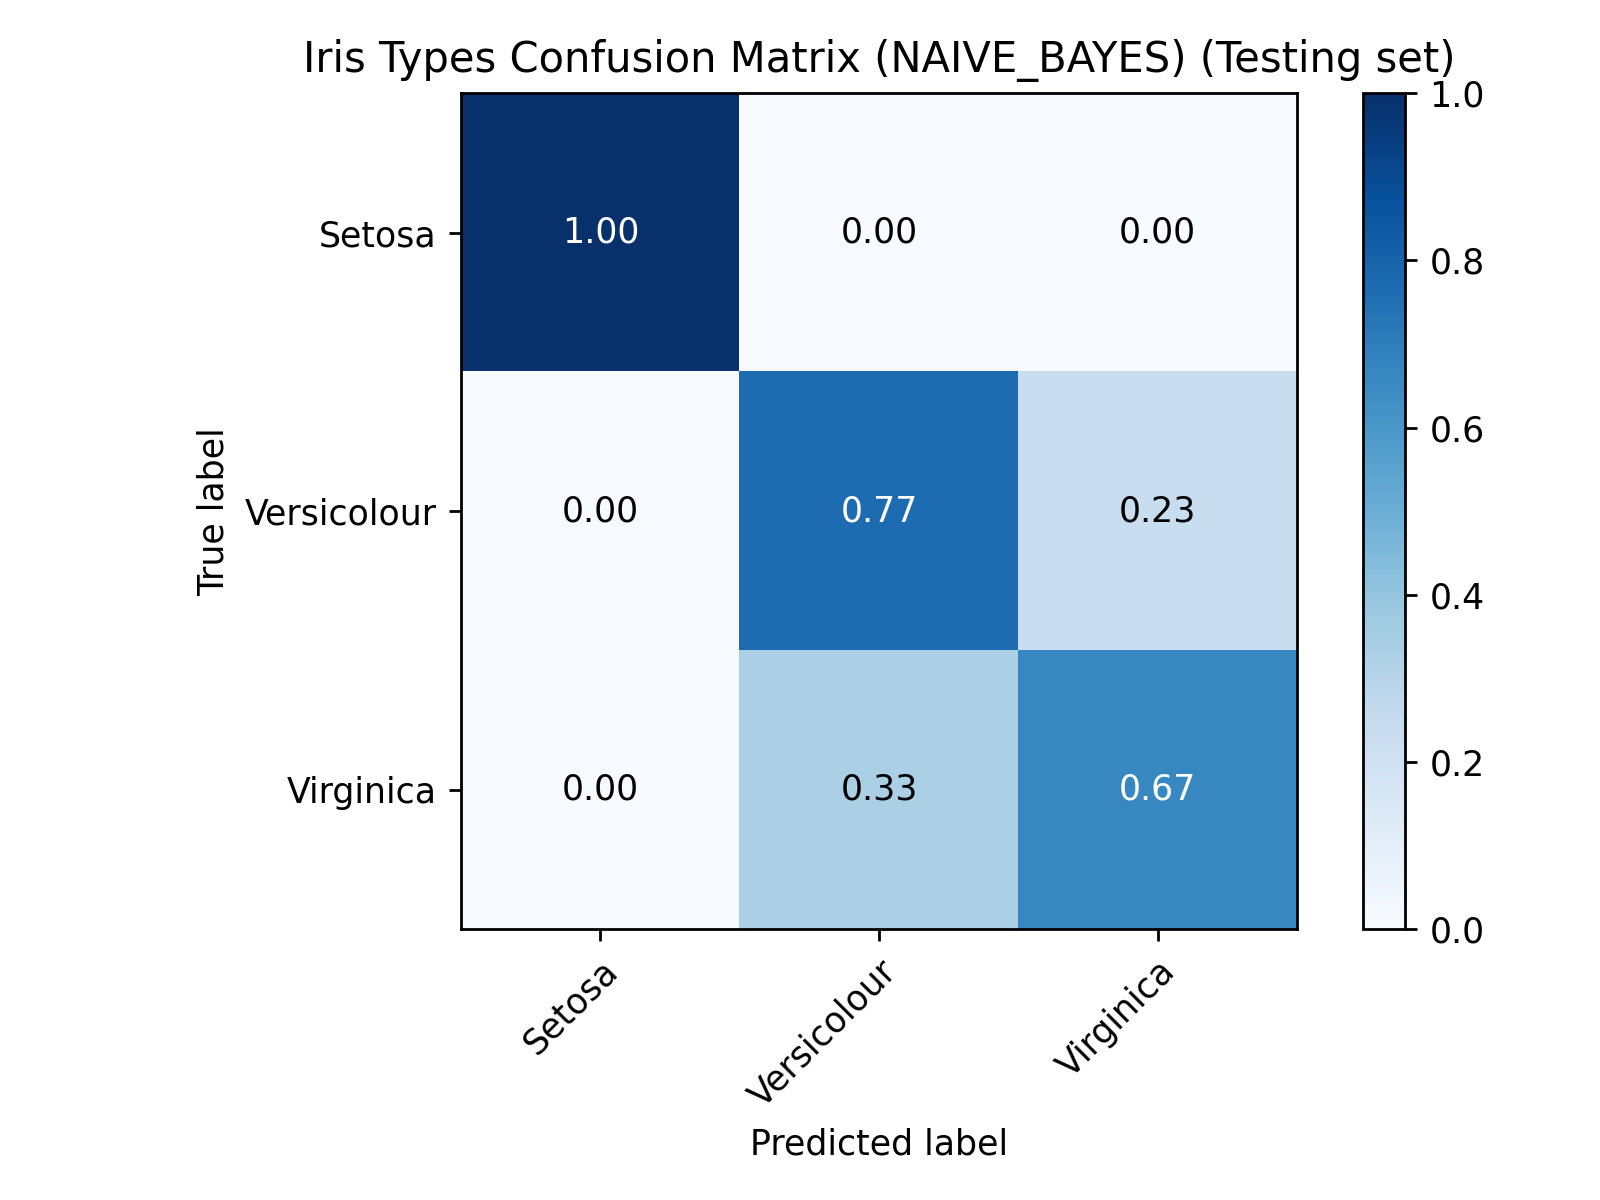 Iris Types Confusion Matrix (NAIVE_BAYES) (Testing set)
1.0
Setosa 1.00 0.00 0.00
0.8
0.6
True label
Versicolour 0.00 0.77 0.23
0.4
0.2
Virginica 0.00 0.33 0.67
0.0
Setosa Versicolour Virginica
Predicted label